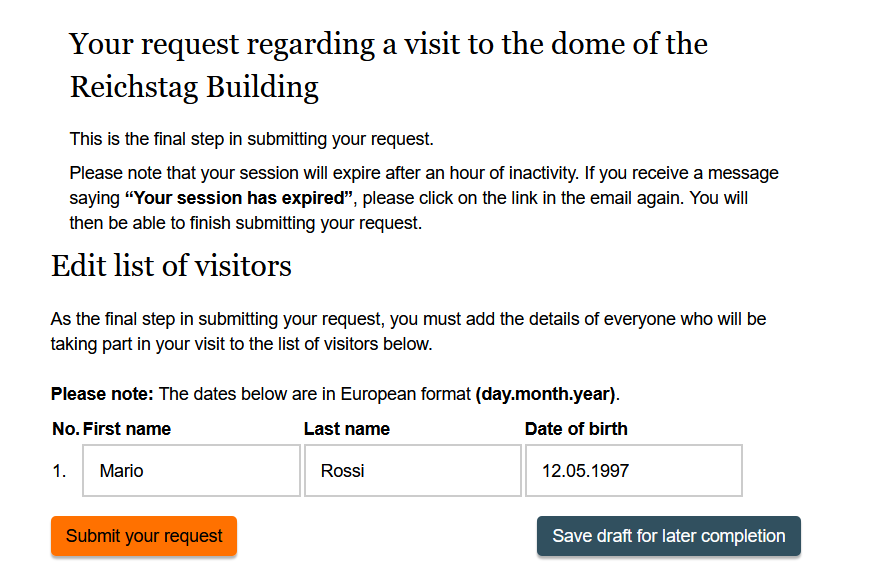 Your request regarding a visit to the dome of the
Reichstag Building
This is the final step in submitting your request.
Please note that your session will expire after an hour of inactivity. If you receive a message
saying “Your session has expired”, please click on the link in the email again. You will
then be able to finish submitting your request.
Edit list of visitors
As the final step in submitting your request, you must add the details of everyone who will be
taking part in your visit to the list of visitors below.
Please note: The dates below are in European format (day.month.year).
No. First name Last name Date of birth
1. Mario Rossi 12.05.1997
Submit your request Save draft for later completion